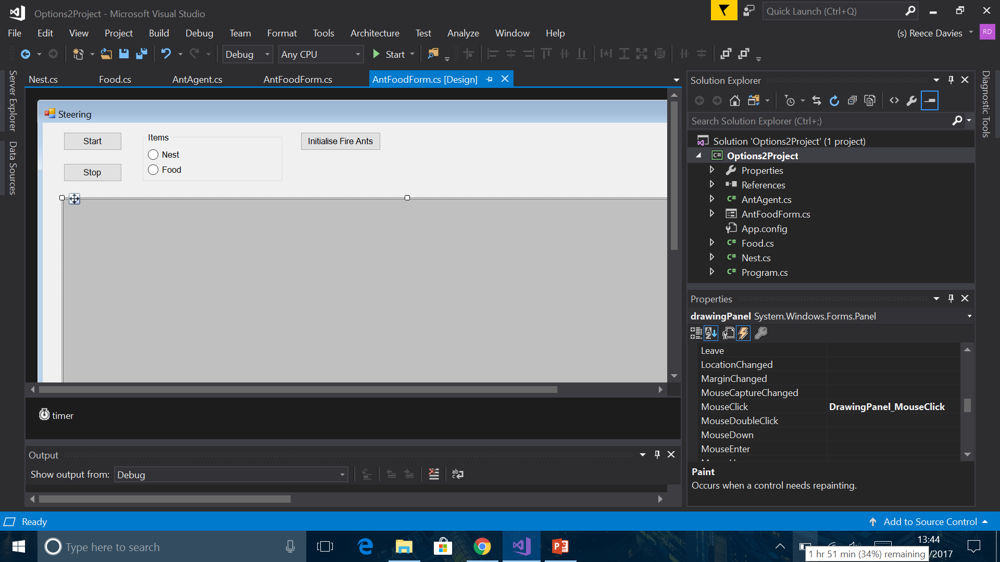 Options2Project - Microsoft Visual Studio
Quick Launch (Ctrl+Q)
File Edit View Project Build Debug Team Format Tools Architecture Test Analyze Window Help
(s) Reece Davies RD
Debug Any CPU Start
Server Explorer
Data Sources
Nest.cs Food.cs AntAgent.cs AntFoodForm.cs AntFoodForm.cs [Design]
Steering
Start
Stop
Items
Nest
Food
Initialise Fire Ants
timer
Output
Show output from: Debug
Solution Explorer
Search Solution Explorer (Ctrl+;)
Solution 'Options2Project' (1 project)
C# Options2Project
Properties
References
C# AntAgent.cs
AntFoodForm.cs
App.config
C# Food.cs
C# Nest.cs
C# Program.cs
Properties
drawingPanel System.Windows.Forms.Panel
Leave
LocationChanged
MarginChanged
MouseCaptureChanged
MouseClick DrawingPanel_MouseClick
MouseDoubleClick
MouseDown
MouseEnter
Paint
Occurs when a control needs repainting.
Diagnostic Tools
Ready
Add to Source Control
Type here to search
13:44
/2017
1 hr 51 min (34%) remaining